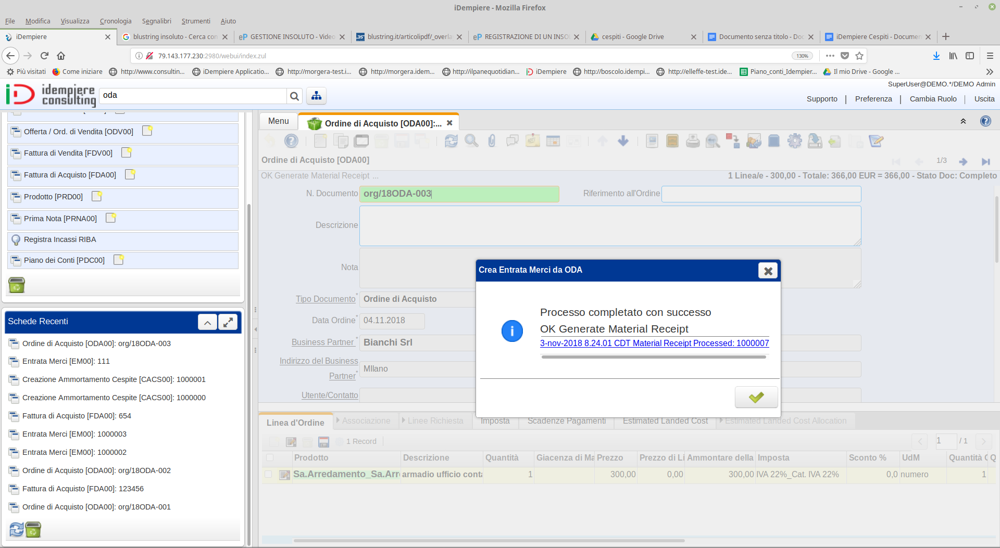 iDempiere - Mozilla Firefox
File Modifica Visualizza Cronologia Segnalibri Strumenti Aiuto
iDempiere
blustring insoluto - Cerca con
GESTIONE INSOLUTO - Video
blustring.it/articolipdf/_overla
REGISTRAZIONE DI UN INSO
cespiti - Google Drive
Documento senza titolo - Doc
iDempiere Cespiti - Documen
79.143.177.230:2980/webui/index.zul
130%
Più visitati
Come iniziare
http://www.consultin...
iDempiere Applicatio...
http://morgera-test.i...
http://morgera.idem...
http://ilpanequotidian...
iDempiere
http://boscolo.idempi...
http://elleffe-test.ide...
Piano_conti_Idempier...
Il mio Drive - Google ...
SuperUser@DEMO.*/DEMO Admin
idempiere consulting
oda
Supporto | Preferenza | Cambia Ruolo | Uscita
Offerta / Ord. di Vendita [ODV00]
Fattura di Vendita [FDV00]
Fattura di Acquisto [FDA00]
Prodotto [PRD00]
Prima Nota [PRNA00]
Registra Incassi RIBA
Piano dei Conti [PDC00]
Schede Recenti
Ordine di Acquisto [ODA00]: org/18ODA-003
Entrata Merci [EM00]: 111
Creazione Ammortamento Cespite [CACS00]: 1000001
Creazione Ammortamento Cespite [CACS00]: 1000000
Fattura di Acquisto [FDA00]: 654
Entrata Merci [EM00]: 1000003
Entrata Merci [EM00]: 1000002
Ordine di Acquisto [ODA00]: org/18ODA-002
Fattura di Acquisto [FDA00]: 123456
Ordine di Acquisto [ODA00]: org/18ODA-001
Menu
Ordine di Acquisto [ODA00]:...
Ordine di Acquisto [ODA00]
1/3
OK Generate Material Receipt ...
1 Linea/e - 300,00 - Totale: 366,00 EUR = 366,00 - Stato Doc: Completo
N. Documento org/18ODA-003
Riferimento all'Ordine
Descrizione
Nota
Tipo Documento* Ordine di Acquisto
Data Ordine* 04.11.2018
Business Partner* Bianchi Srl
Indirizzo del Business
Partner* MIlano
Utente/Contatto
Crea Entrata Merci da ODA
Processo completato con successo
OK Generate Material Receipt
3-nov-2018 8.24.01 CDT Material Receipt Processed: 1000007
Linea d'Ordine
Associazione
Linee Richiesta
Imposta
Scadenze Pagamenti
Estimated Landed Cost
Estimated Landed Cost Allocation
1 Record
1 / 1
Prodotto Descrizione Quantità Giacenza di Ma Prezzo Prezzo di Li Ammontare della Imposta Sconto % UdM Quantità
Sa.Arredamento_Sa.Arr armadio ufficio conta 1 300,00 0,00 300,00 IVA 22%_Cat. IVA 22% 0,0 numero 1